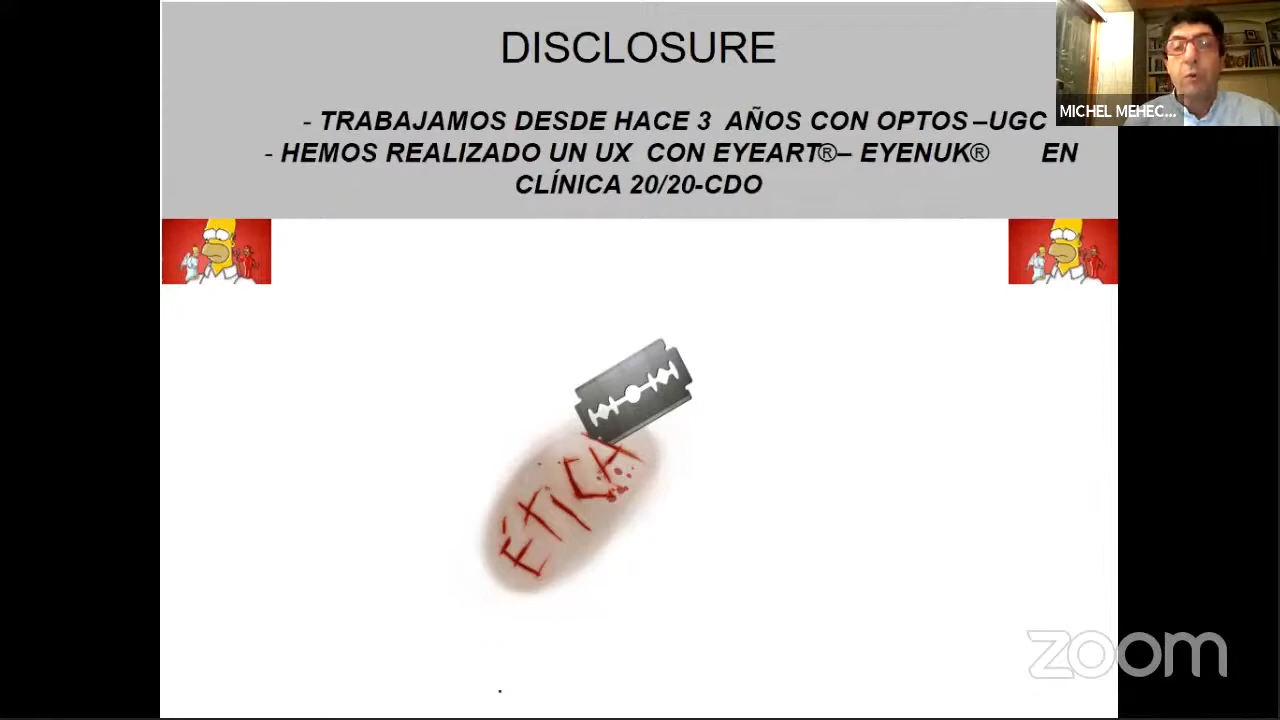 DISCLOSURE
- TRABAJAMOS DESDE HACE 3 AÑOS CON OPTOS –UGC
- HEMOS REALIZADO UN UX CON EYEART®– EYENUK® EN
CLÍNICA 20/20-CDO
MICHEL MEHEC...
ÉTICA
zoom